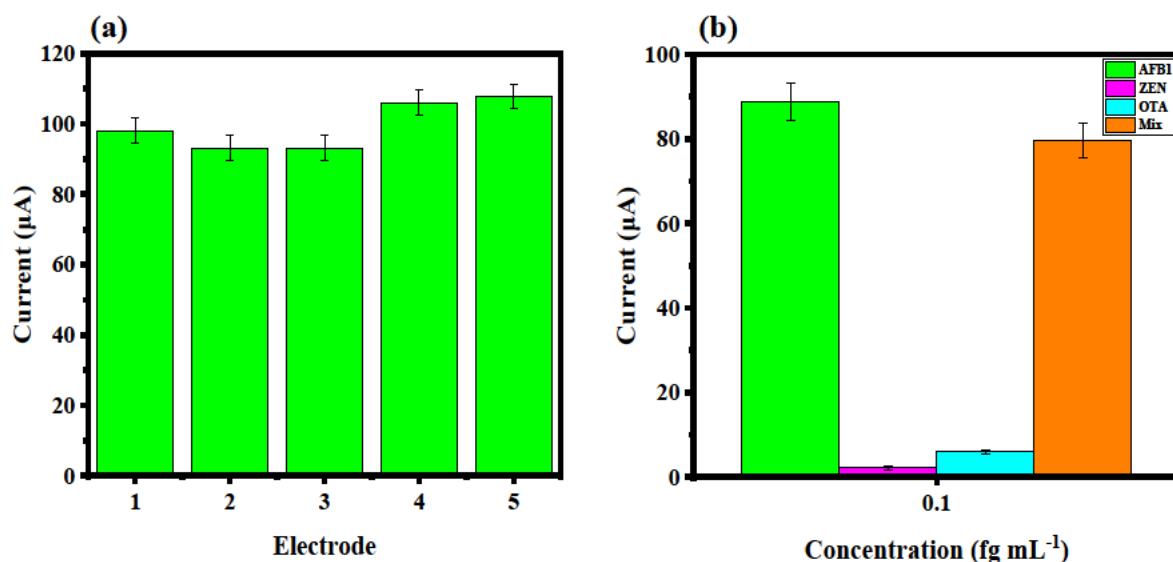 (a)
120
100
80
60
40
20
0
Current (µA)
1 2 3 4 5
Electrode
(b)
100
80
60
40
20
0
Current (µA)
AFB1
ZEN
OTA
Mix
0.1
Concentration (fg mL⁻¹)